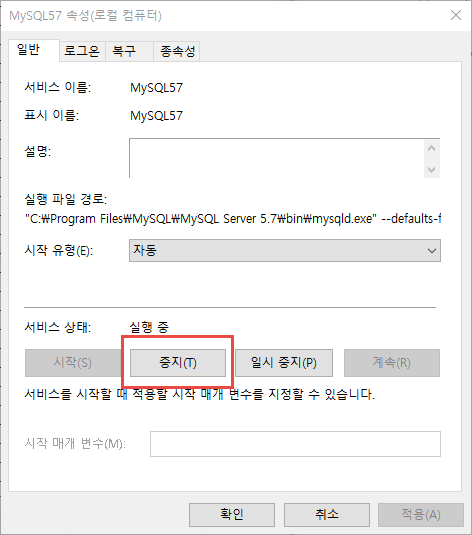 MySQL57 속성(로컬 컴퓨터)
일반 로그온 복구 종속성
서비스 이름: MySQL57
표시 이름: MySQL57
설명:
실행 파일 경로:
"C:\Program Files\MySQL\MySQL Server 5.7\bin\mysqld.exe" --defaults-f
시작 유형(E): 자동
서비스 상태: 실행 중
시작(S) 중지(T) 일시 중지(P) 계속(R)
서비스를 시작할 때 적용할 시작 매개 변수를 지정할 수 있습니다.
시작 매개 변수(M):
확인 취소 적용(A)